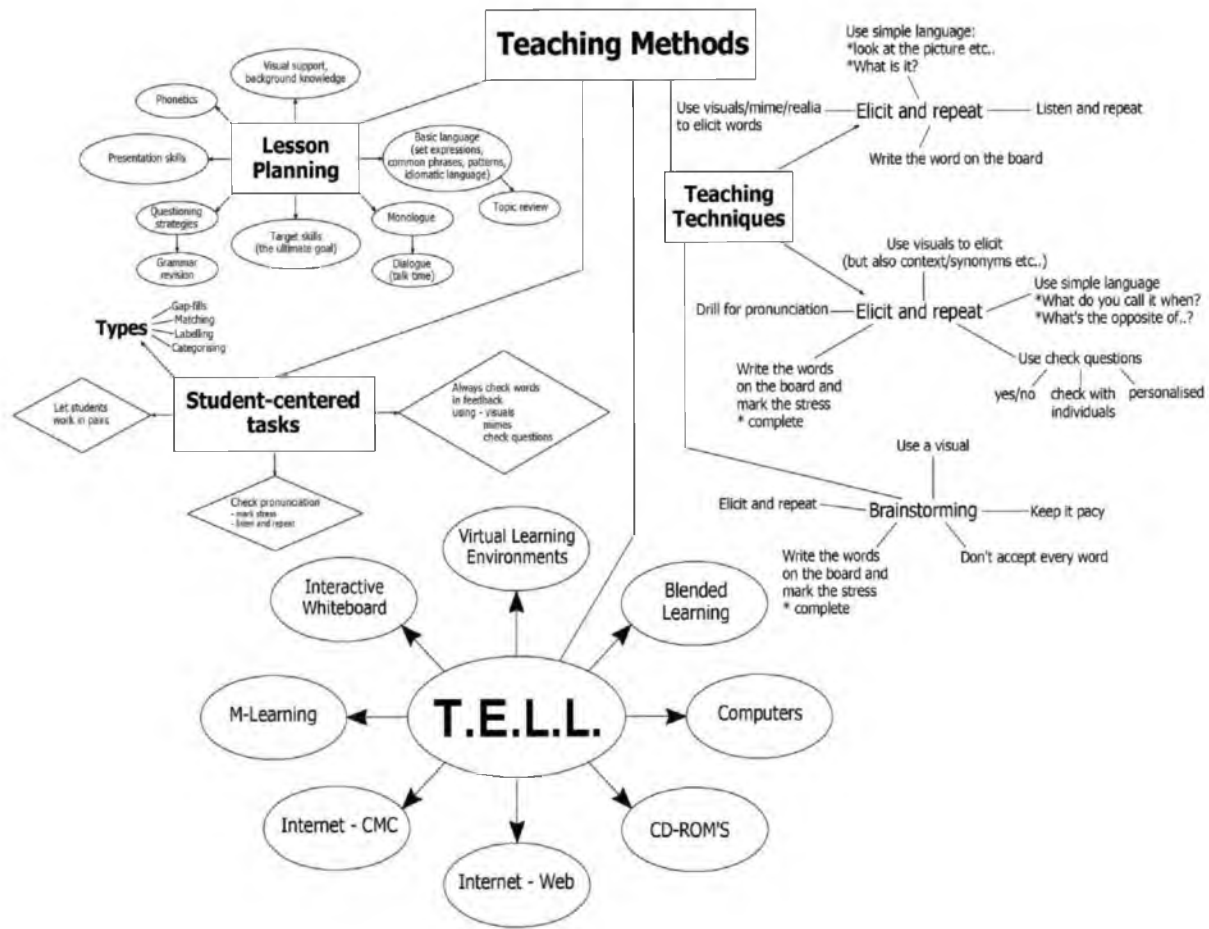 Teaching Methods
Visual support,
background knowledge
Phonetics
Lesson
Planning
Presentation skills
Basic language
(set expressions,
common phrases, patterns,
idiomatic language)
Topic review
Questioning
strategies
Grammar
revision
Target skills
(the ultimate goal)
Monologue
Dialogue
(talk time)
Use simple language:
*look at the picture etc..
*What is it?
Use visuals/mime/realia
to elicit words
Elicit and repeat
Listen and repeat
Write the word on the board
Teaching
Techniques
Use visuals to elicit
(but also context/synonyms etc..)
Drill for pronunciation
Elicit and repeat
Use simple language
*What do you call it when?
*What's the opposite of..?
Write the words
on the board and
mark the stress
* complete
Use check questions
yes/no
check with
individuals
personalised
Use a visual
Elicit and repeat
Brainstorming
Keep it pacy
Write the words
on the board and
mark the stress
* complete
Don't accept every word
Types
Gap-fills
Matching
Labelling
Categorising
Student-centered
tasks
Let students
work in pairs
Always check words
in feedback
using - visuals
mimes
check questions
Check pronunciation
- mark stress
- listen and repeat
T.E.L.L.
Virtual Learning
Environments
Interactive
Whiteboard
Blended
Learning
M-Learning
Computers
Internet - CMC
CD-ROM'S
Internet - Web